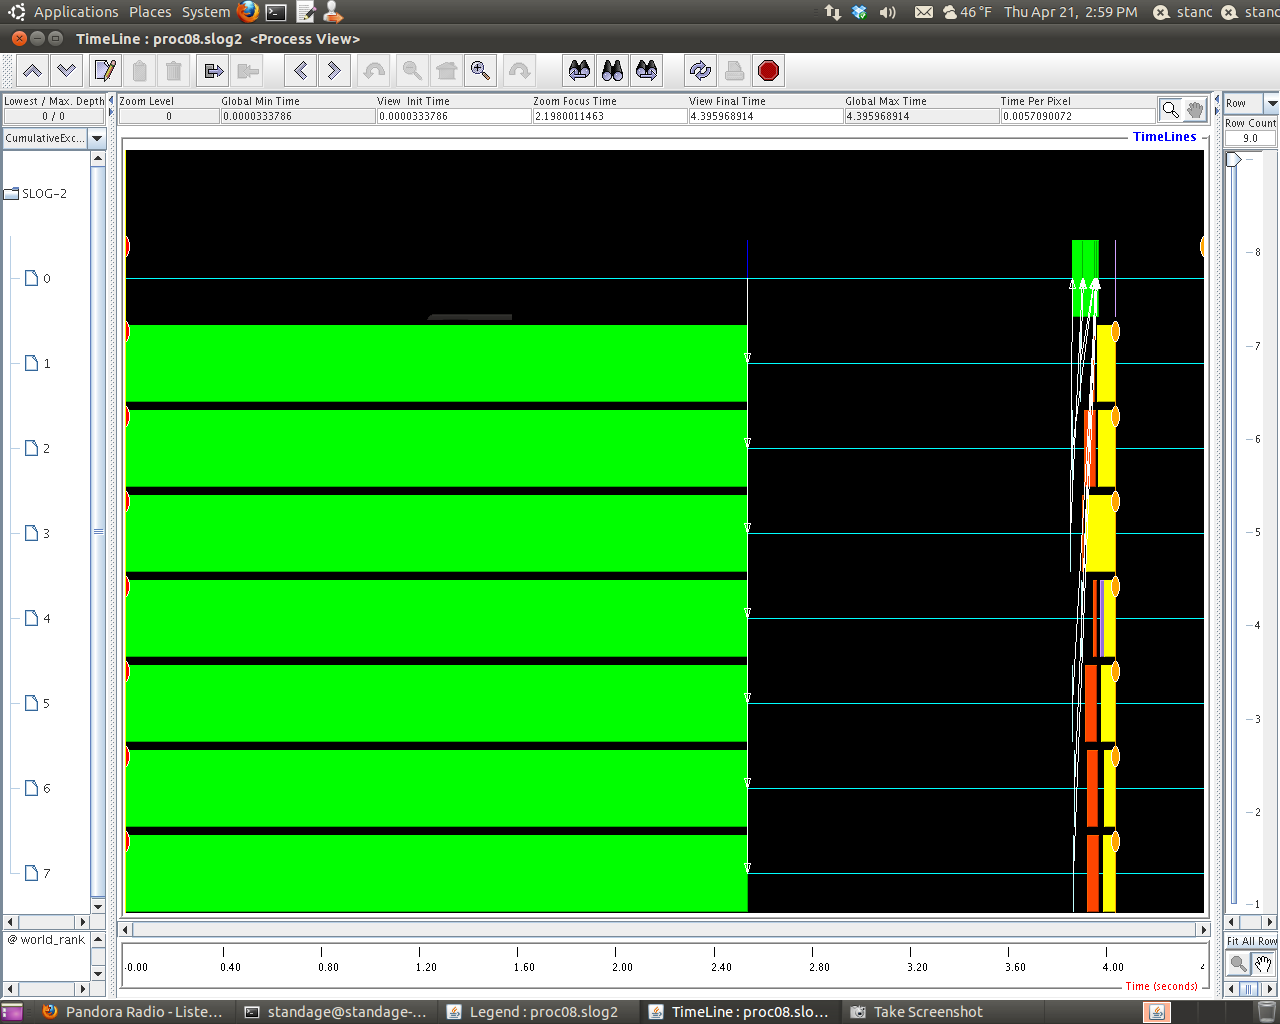 Applications Places System 46 °F Thu Apr 21, 2:59 PM stanc stanc
TimeLine : proc08.slog2 <Process View>
Lowest / Max. Depth Zoom Level Global Min Time View Init Time Zoom Focus Time View Final Time Global Max Time Time Per Pixel Row
0 / 0 0 0.0000333786 0.0000333786 2.1980011463 4.395968914 4.395968914 0.0057090072
Row Count
CumulativeExc... TimeLines 9.0
SLOG-2
0
1
2
3
4
5
6
7
8
7
6
5
4
3
2
1
@ world_rank
Fit All Row
0.00 0.40 0.80 1.20 1.60 2.00 2.40 2.80 3.20 3.60 4.00
Time (seconds)
Pandora Radio - Liste... standage@standage-... Legend : proc08.slog2 TimeLine : proc08.slo... Take Screenshot